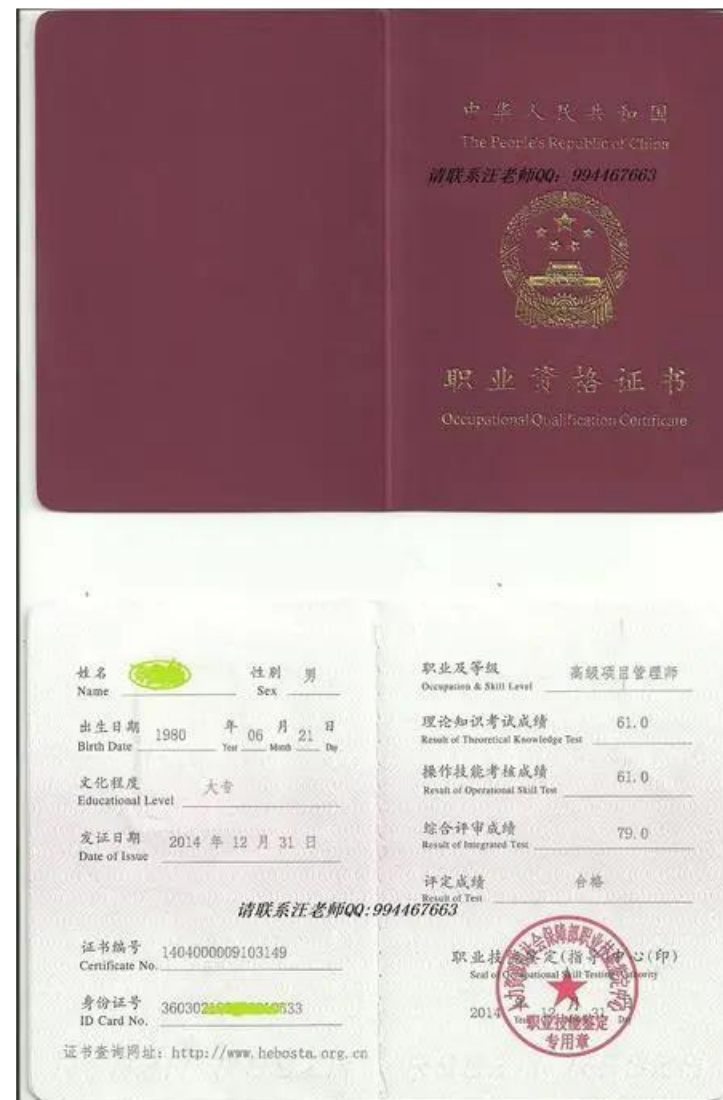 中华人民共和国
The People's Republic of China
请联系汪老师QQ: 994467663
职业资格证书
Occupational Qualification Certificate
姓名 性别 男
Name Sex
出生日期 1980 年 06 月 21 日
Birth Date Year Month Day
文化程度 大专
Educational Level
发证日期 2014 年 12 月 31 日
Date of Issue
请联系汪老师QQ:994467663
证书编号 1404000009103149
Certificate No.
身份证号 360302 533
ID Card No.
证书查询网址: http://www.hebosta.org.cn
职业及等级 高级项目管理师
Occupation & Skill Level
理论知识考试成绩 61.0
Result of Theoretical Knowledge Test
操作技能考核成绩 61.0
Result of Operational Skill Test
综合评审成绩 79.0
Result of Integrated Test
评定成绩 合格
Result of Test
职业技能鉴定(指导)中心(印)
Seal of Occupational Skill Testing Authority
2014 年 12 月 31 日
Year Day
职业技能鉴定
专用章